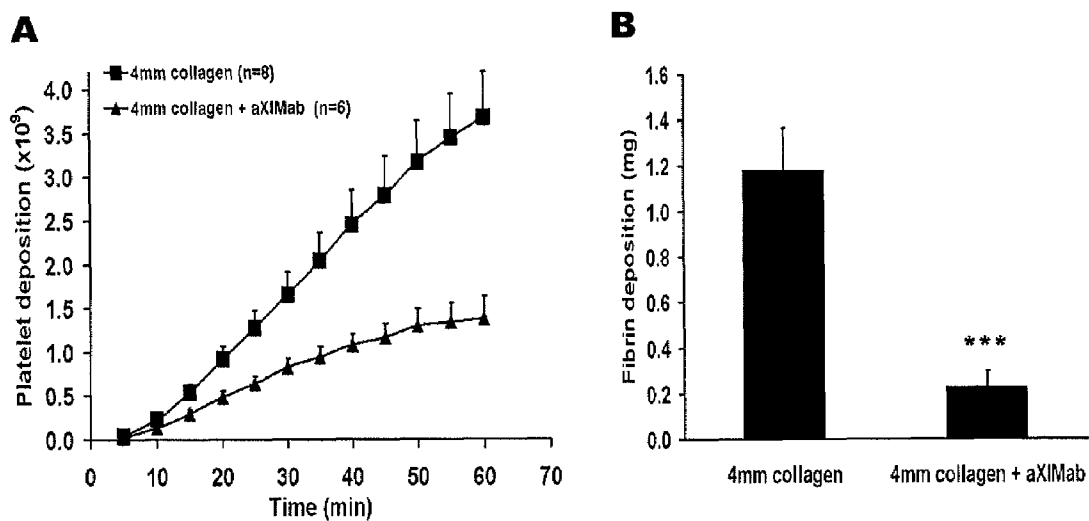 A
4mm collagen (n=8)
4mm collagen + aXIMab (n=6)
Platelet deposition (x10⁹)
4.0
3.5
3.0
2.5
2.0
1.5
1.0
0.5
0.0
0 10 20 30 40 50 60 70
Time (min)
B
Fibrin deposition (mg)
1.6
1.4
1.2
1.0
0.8
0.6
0.4
0.2
0.0
***
4mm collagen 4mm collagen + aXIMab